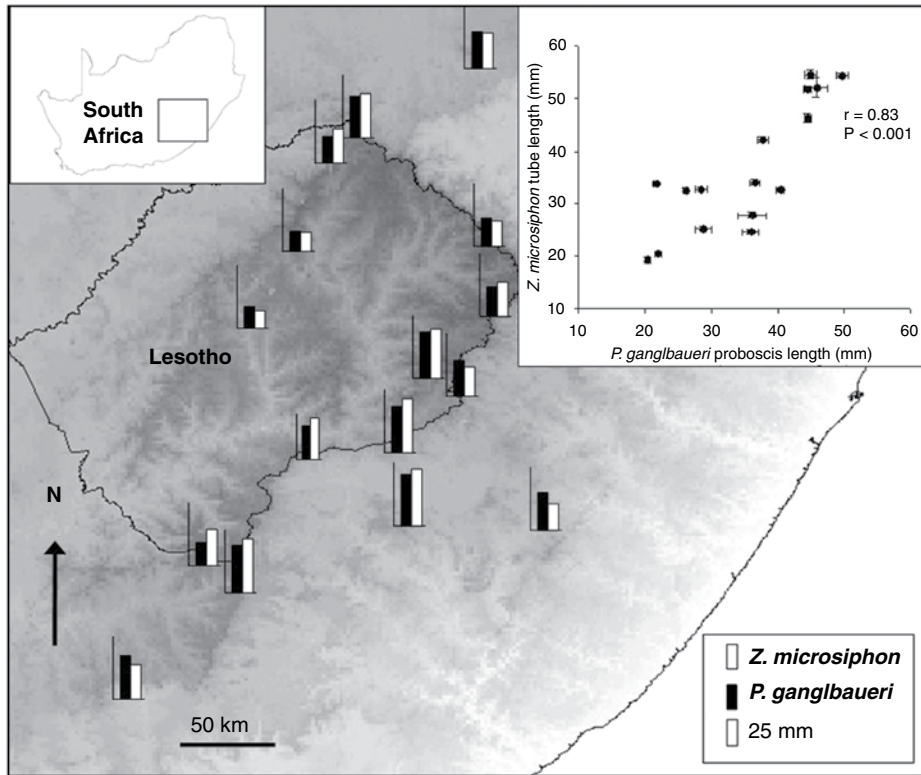 South
Africa
Lesotho
N
50 km
60
50
40
30
20
10
Z. microsiphon tube length (mm)
r = 0.83
P < 0.001
10 20 30 40 50 60
P. ganglbaueri proboscis length (mm)
Z. microsiphon
P. ganglbaueri
25 mm